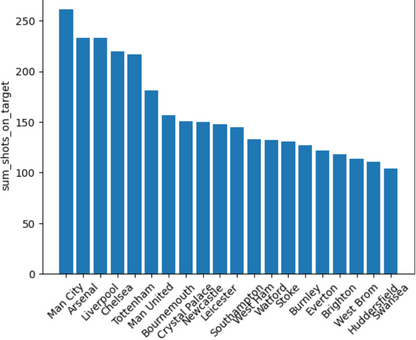 250
200
150
100
50
0
sum_shots_on_target
Man City
Arsenal
Liverpool
Chelsea
Tottenham
Man United
Bournemouth
Crystal Palace
Newcastle
Leicester
Southampton
West Ham
Watford
Stoke
Burnley
Everton
Brighton
West Brom
Huddersfield
Swansea